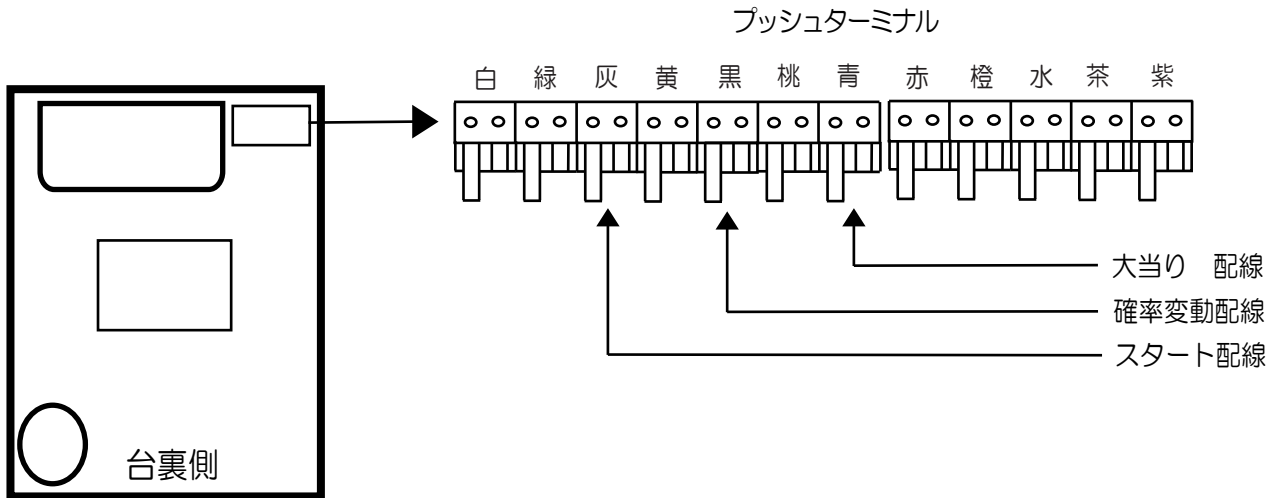 プッシュターミナル
白 緑 灰 黄 黒 桃 青 赤 橙 水 茶 紫
大当り　配線
確率変動配線
スタート配線
台裏側